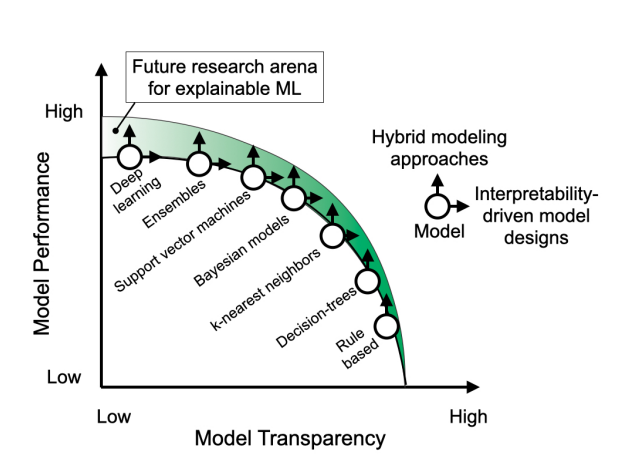 Future research arena
for explainable ML
High
Hybrid modeling
approaches
Interpretability-
driven model
designs
Model
Deep
learning
Ensembles
Support vector machines
Bayesian models
k-nearest neighbors
Decision-trees
Rule
based
Model Performance
Low
Low
High
Model Transparency